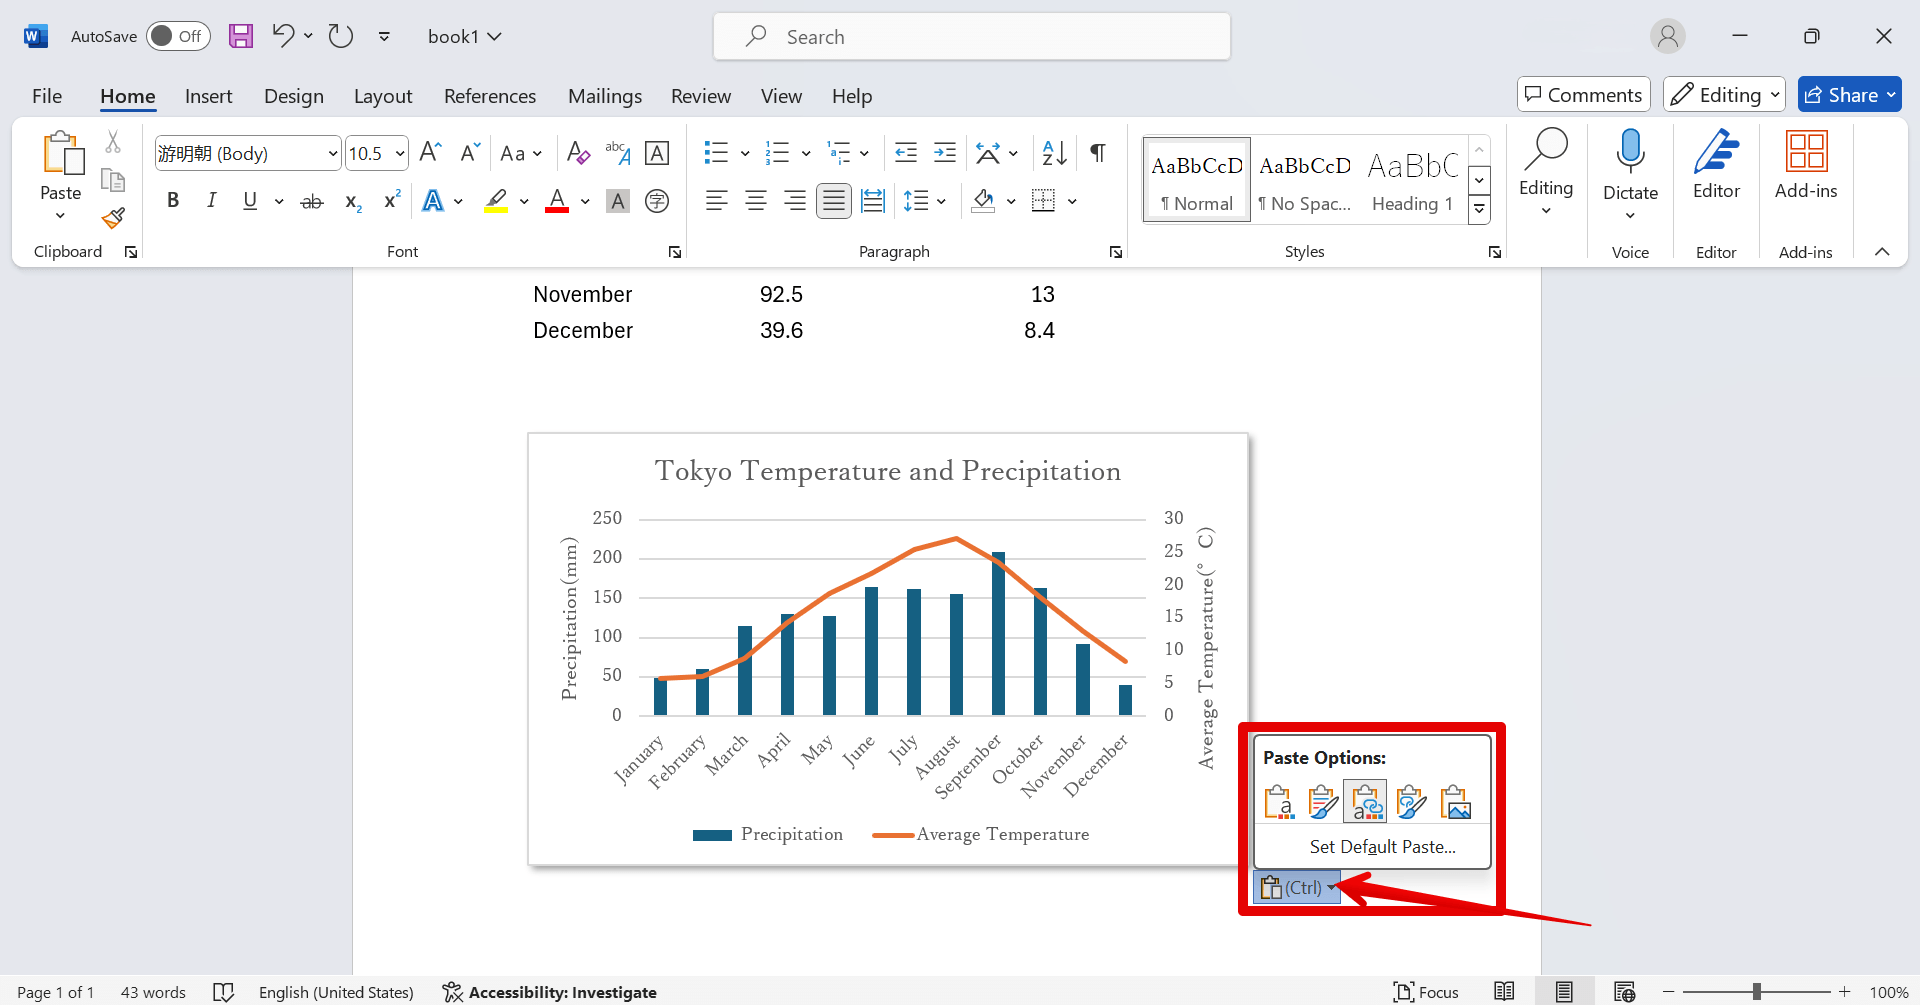 AutoSave Off book1 Search
File Home Insert Design Layout References Mailings Review View Help Comments Editing Share
游明朝 (Body) 10.5 Aa
Paste
B I U ab
AaBbCcD AaBbCcD AaBbC
¶ Normal ¶ No Spac... Heading 1
Editing Dictate Editor Add-ins
Clipboard Font Paragraph Styles Voice Editor Add-ins
November 92.5 13
December 39.6 8.4
Tokyo Temperature and Precipitation
Precipitation(mm)
250
200
150
100
50
0
30
25
20
15
10
5
0
Average Temperature(°C)
January February March April May June July August September October November December
Precipitation Average Temperature
Paste Options:
Set Default Paste...
(Ctrl)
Page 1 of 1 43 words English (United States) Accessibility: Investigate Focus 100%